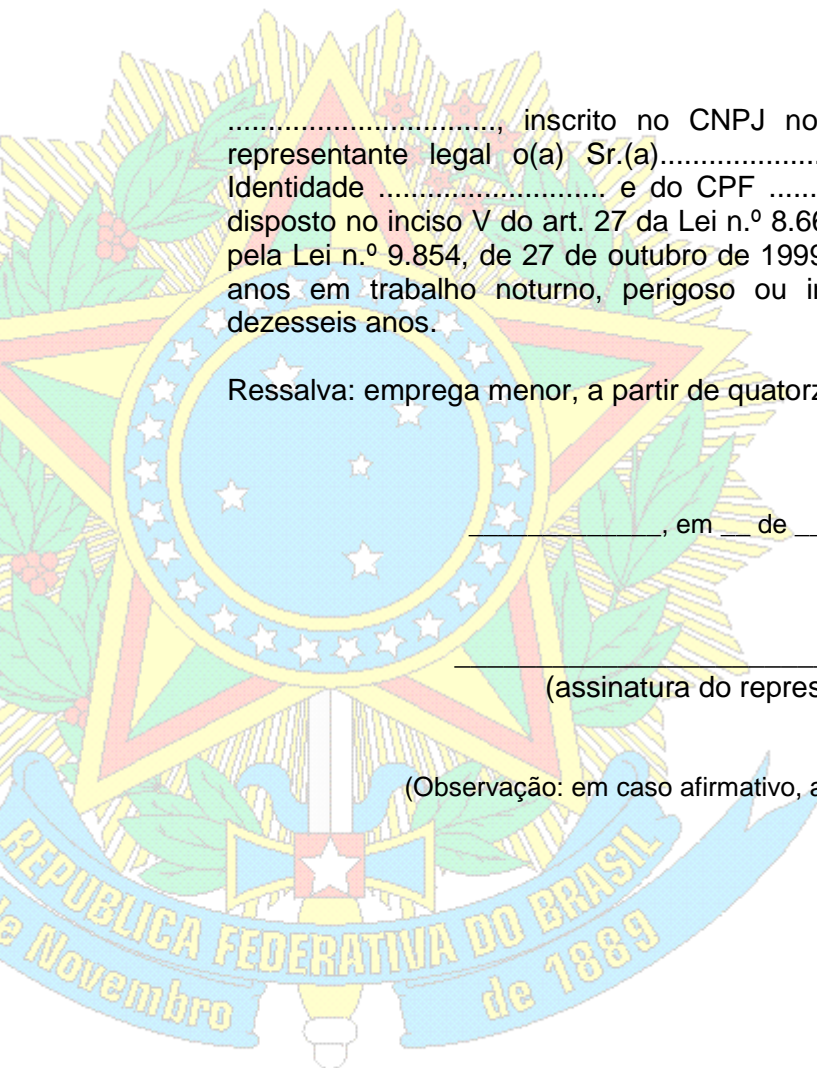 ................................., inscrito no CNPJ no
representante legal o(a) Sr.(a)....................
Identidade ............................ e do CPF ......
disposto no inciso V do art. 27 da Lei n.º 8.66
pela Lei n.º 9.854, de 27 de outubro de 1999
anos em trabalho noturno, perigoso ou in
dezesseis anos.
Ressalva: emprega menor, a partir de quatorz
_____________, em __ de __
_________________________
(assinatura do repres
(Observação: em caso afirmativo, a
REPUBLICA FEDERATIVA DO BRASIL
de Novembro de 1889